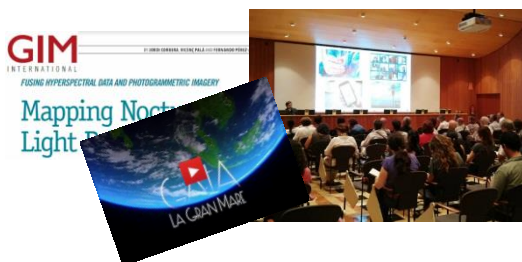 GIM
INTERNATIONAL
BY JORDI CORBERA, VICENÇ PALÀ AND FERNANDO PÉREZ
FUSING HYPERSPECTRAL DATA AND PHOTOGRAMMETRIC IMAGERY
Mapping Noctu
Light P
GAIA
LA GRAN MARE